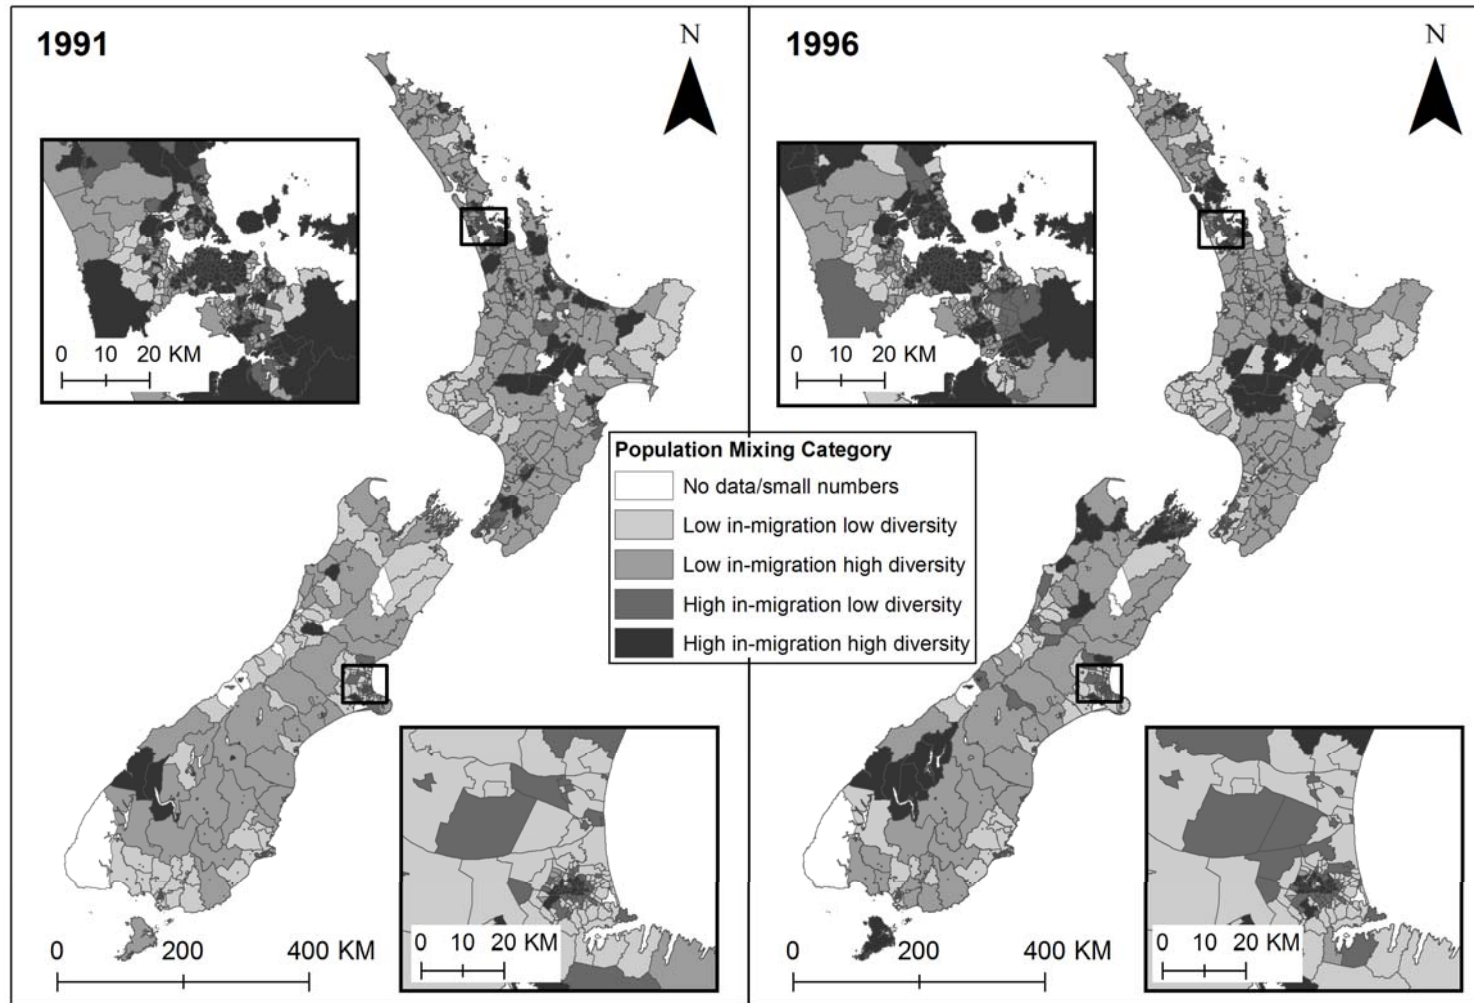 1991
N
0 10 20 KM
0 200 400 KM
0 10 20 KM
Population Mixing Category
No data/small numbers
Low in-migration low diversity
Low in-migration high diversity
High in-migration low diversity
High in-migration high diversity
1996
N
0 10 20 KM
0 200 400 KM
0 10 20 KM